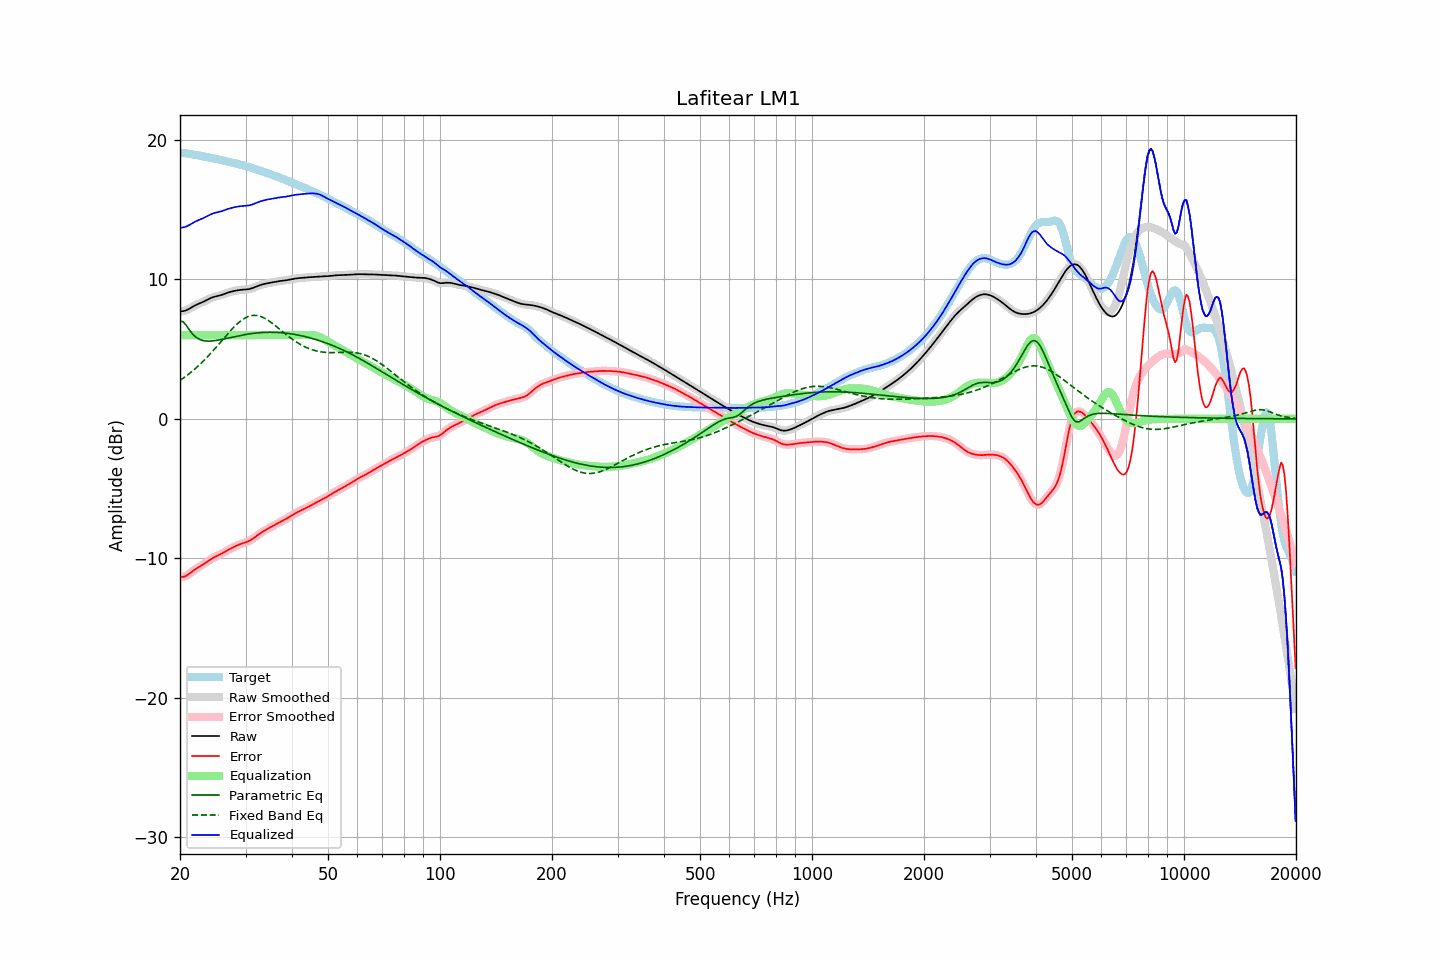 Lafitear LM1
20
10
0
−10
−20
−30
Amplitude (dBr)
Target
Raw Smoothed
Error Smoothed
Raw
Error
Equalization
Parametric Eq
Fixed Band Eq
Equalized
20 50 100 200 500 1000 2000 5000 10000 20000
Frequency (Hz)